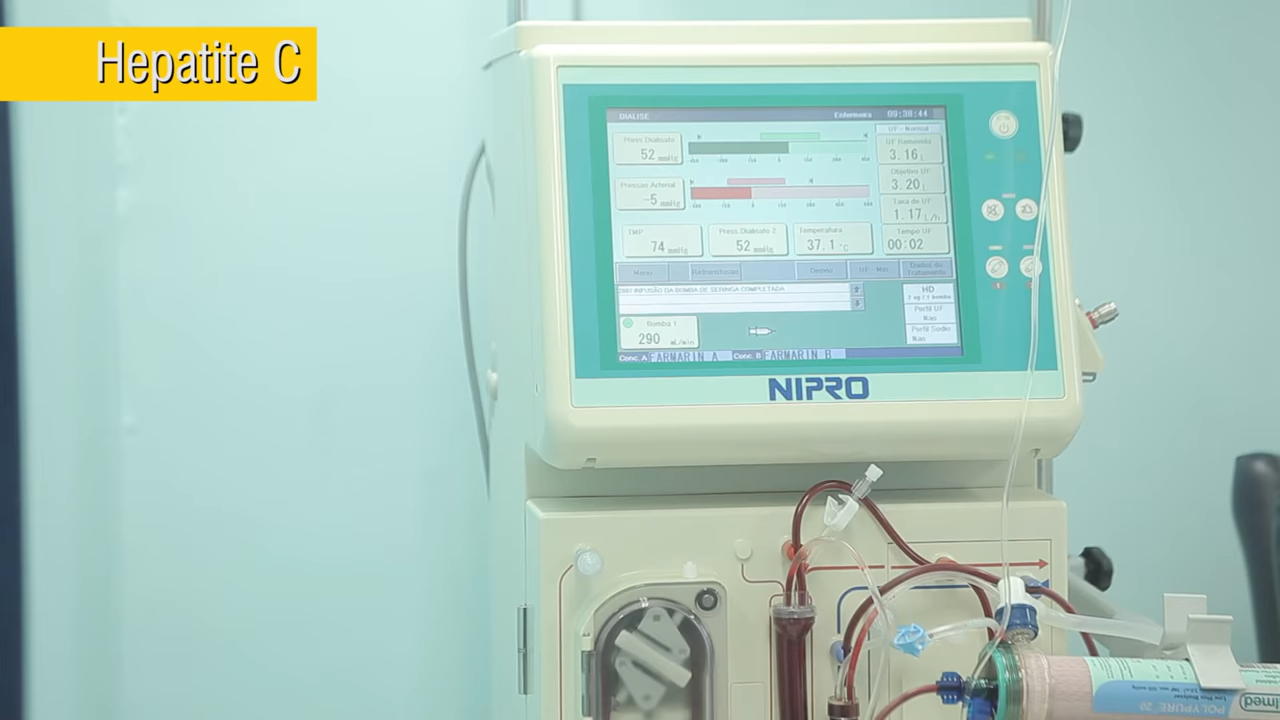 Hepatite C
DIALISE Enfermeira 09:38:44
Press Dialisato
52 mmHg
UF - Normal
UF Removida
3.16 L
Pressao Arterial
-5 mmHg
Objetivo UF
3.20 L
Taxa de UF
1.17 L/h
TMP
74 mmHg
Press.Dialisato 2
52 mmHg
Temperatura
37.1 °C
Tempo UF
00:02
Menu
Desvio
Dados do
Tratamento
INFUSÃO DA BOMBA DE SERINGA COMPLETADA
HD
Perfil UF
Nao
Perfil Sodio
Nao
Bomba 1
290 mL/min
Conc. A FARMARIN A Conc. B FARMARIN B
NIPRO
POLYPURE 20